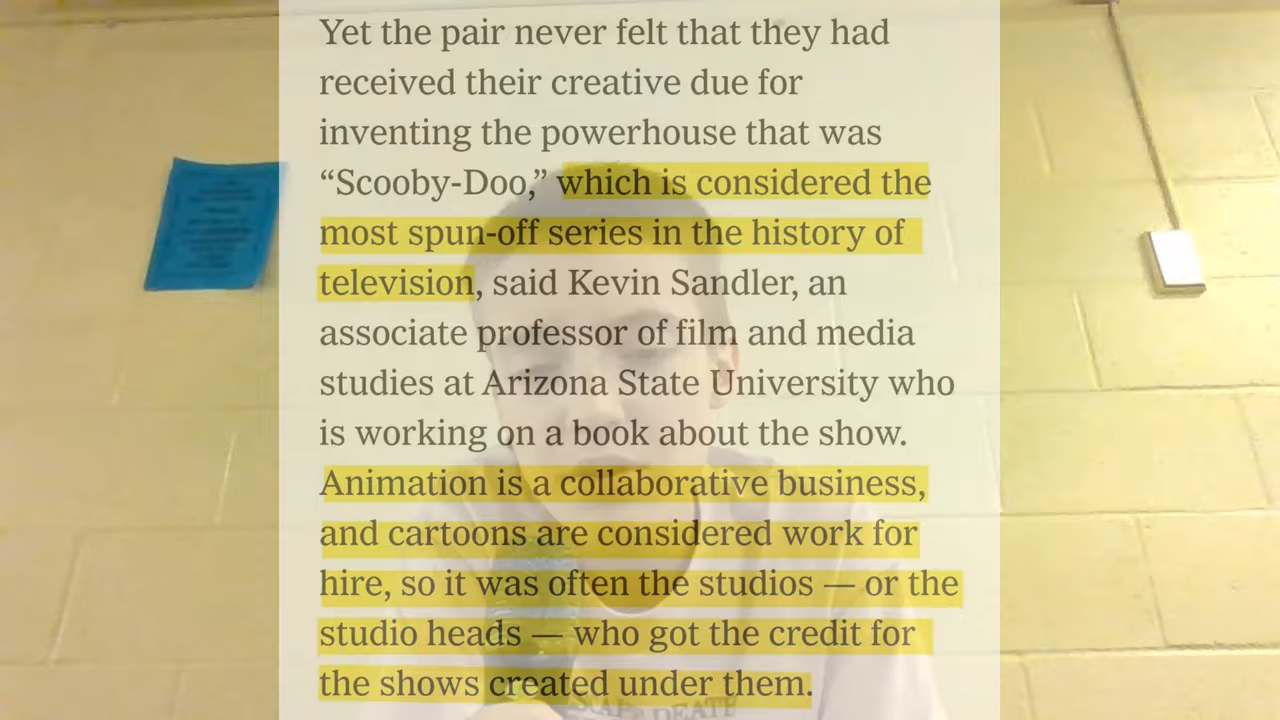 Yet the pair never felt that they had
received their creative due for
inventing the powerhouse that was
“Scooby-Doo,” which is considered the
most spun-off series in the history of
television, said Kevin Sandler, an
associate professor of film and media
studies at Arizona State University who
is working on a book about the show.
Animation is a collaborative business,
and cartoons are considered work for
hire, so it was often the studios — or the
studio heads — who got the credit for
the shows created under them.
DEATH